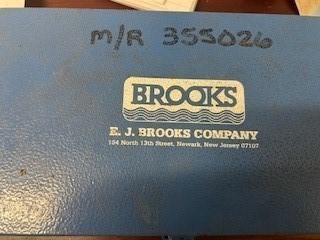 M/R 355026
BROOKS
E. J. BROOKS COMPANY
164 North 13th Street, Newark, New Jersey 07107